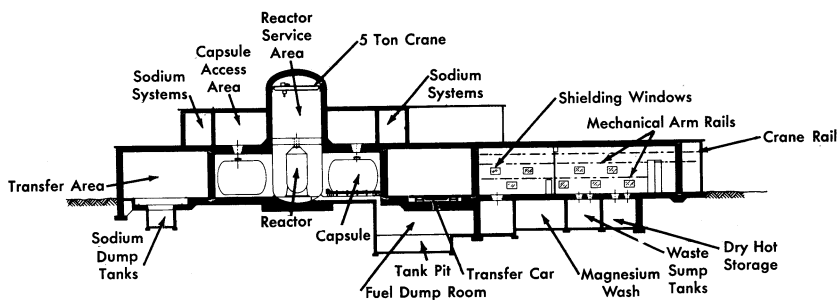 Reactor
Service
Area
5 Ton Crane
Capsule
Access
Area
Sodium
Systems
Sodium
Systems
Shielding Windows
Mechanical Arm Rails
Crane Rail
Transfer Area
Reactor
Capsule
Sodium
Dump
Tanks
Tank Pit
Fuel Dump Room
Transfer Car
Magnesium
Wash
Waste
Sump
Tanks
Dry Hot
Storage